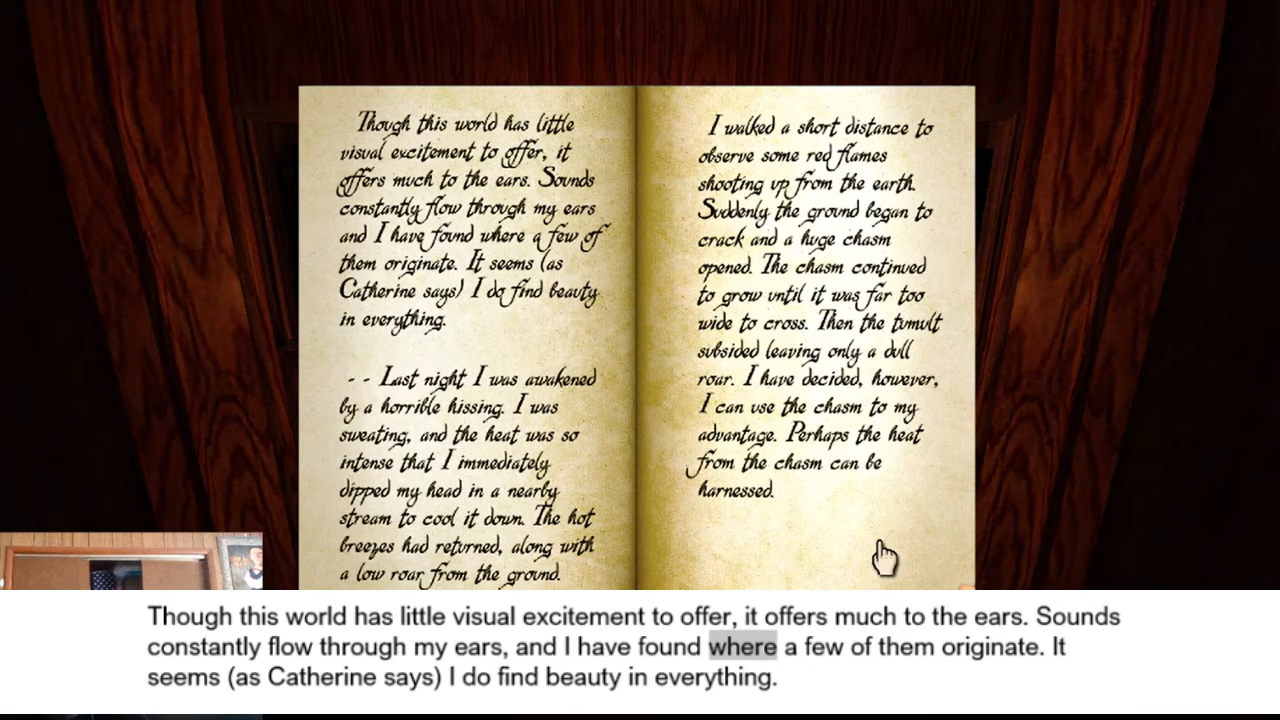 Though this world has little
visual excitement to offer, it
offers much to the ears. Sounds
constantly flow through my ears
and I have found where a few of
them originate. It seems (as
Catherine says) I do find beauty
in everything.
- - Last night I was awakened
by a horrible hissing. I was
sweating, and the heat was so
intense that I immediately
dipped my head in a nearby
stream to cool it down. The hot
breezes had returned, along with
a low roar from the ground.
I walked a short distance to
observe some red flames
shooting up from the earth.
Suddenly the ground began to
crack and a huge chasm
opened. The chasm continued
to grow until it was far too
wide to cross. Then the tumult
subsided leaving only a dull
roar. I have decided, however,
I can use the chasm to my
advantage. Perhaps the heat
from the chasm can be
harnessed.
Though this world has little visual excitement to offer, it offers much to the ears. Sounds
constantly flow through my ears, and I have found where a few of them originate. It
seems (as Catherine says) I do find beauty in everything.